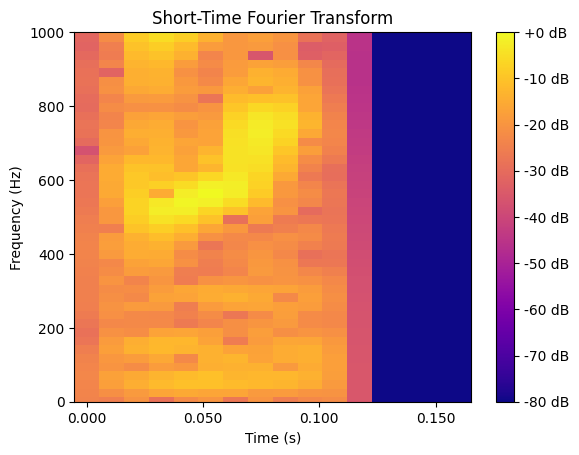 Short-Time Fourier Transform
1000
800
600
400
200
0
Frequency (Hz)
0.000
0.050
0.100
0.150
Time (s)
+0 dB
-10 dB
-20 dB
-30 dB
-40 dB
-50 dB
-60 dB
-70 dB
-80 dB